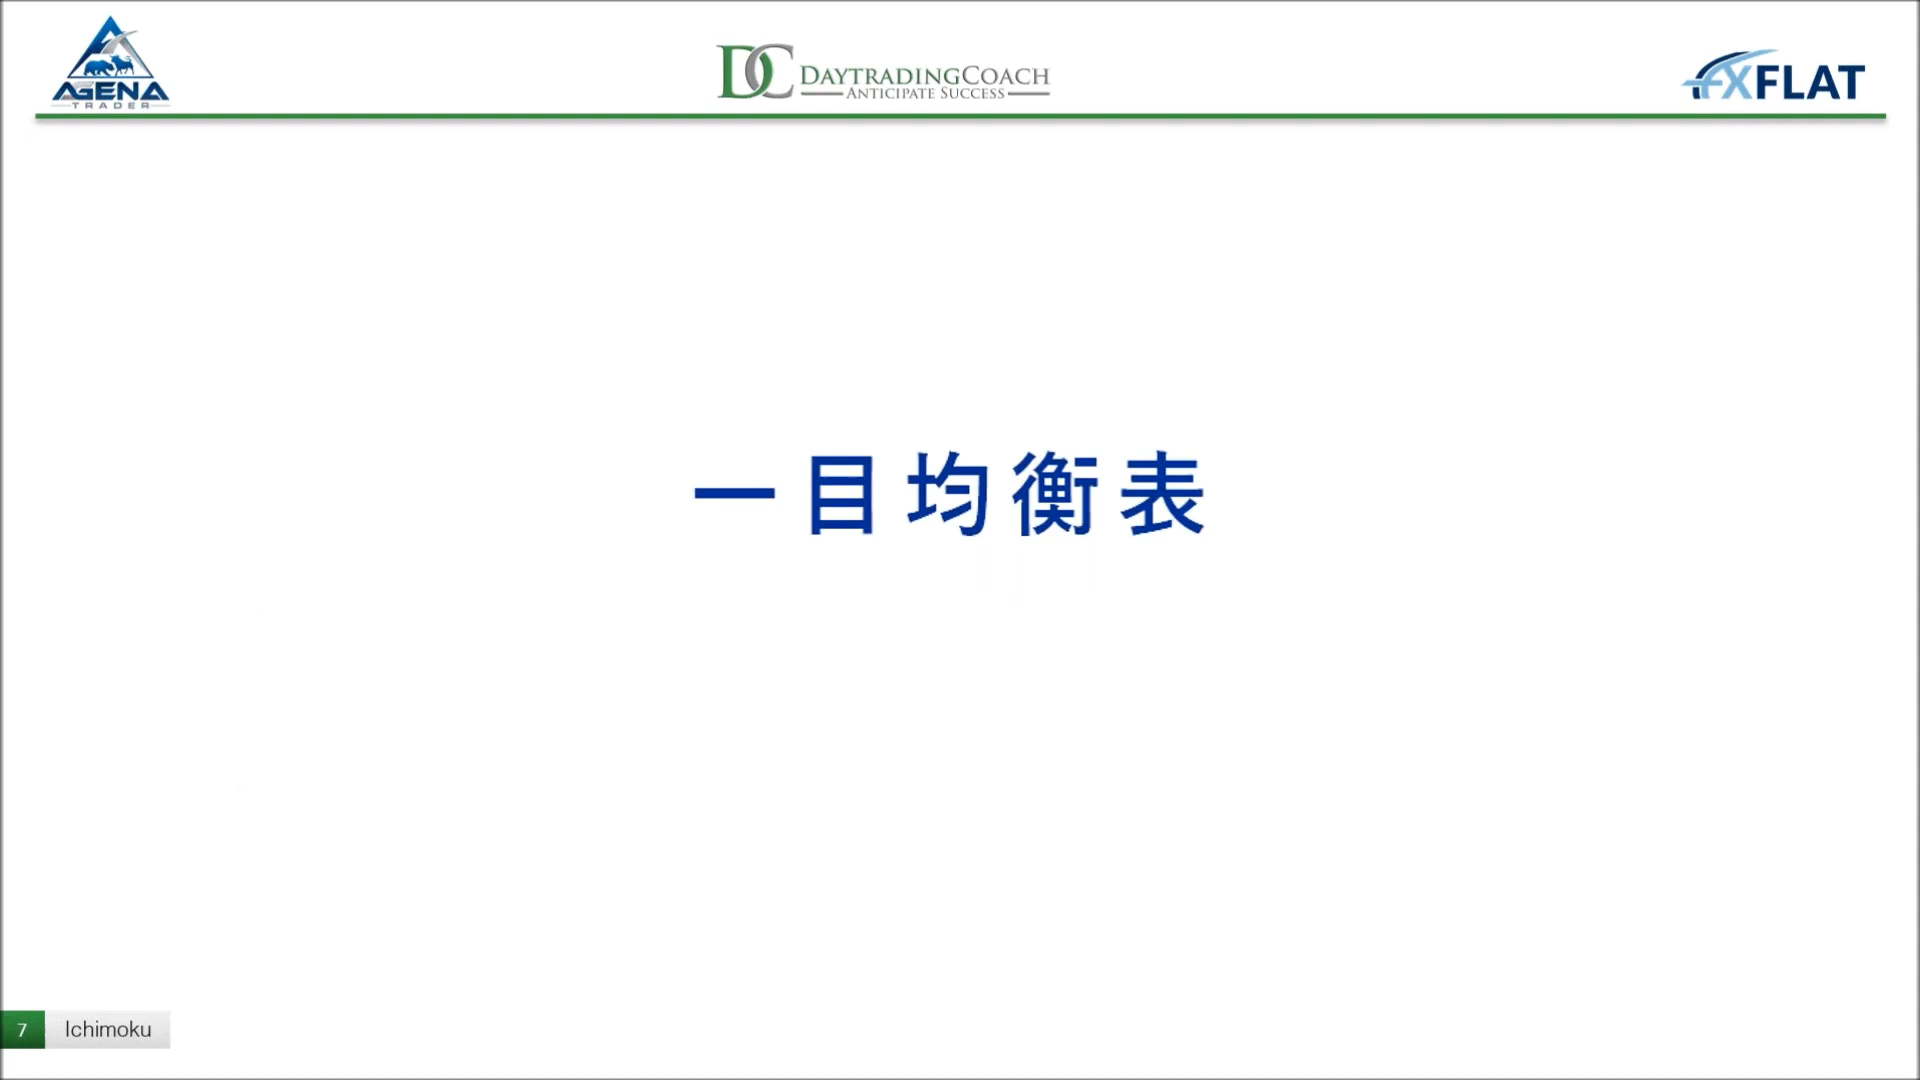 AGENA
TRADER
DC DAYTRADINGCOACH
ANTICIPATE SUCCESS
FXFLAT
一目均衡表
7 Ichimoku